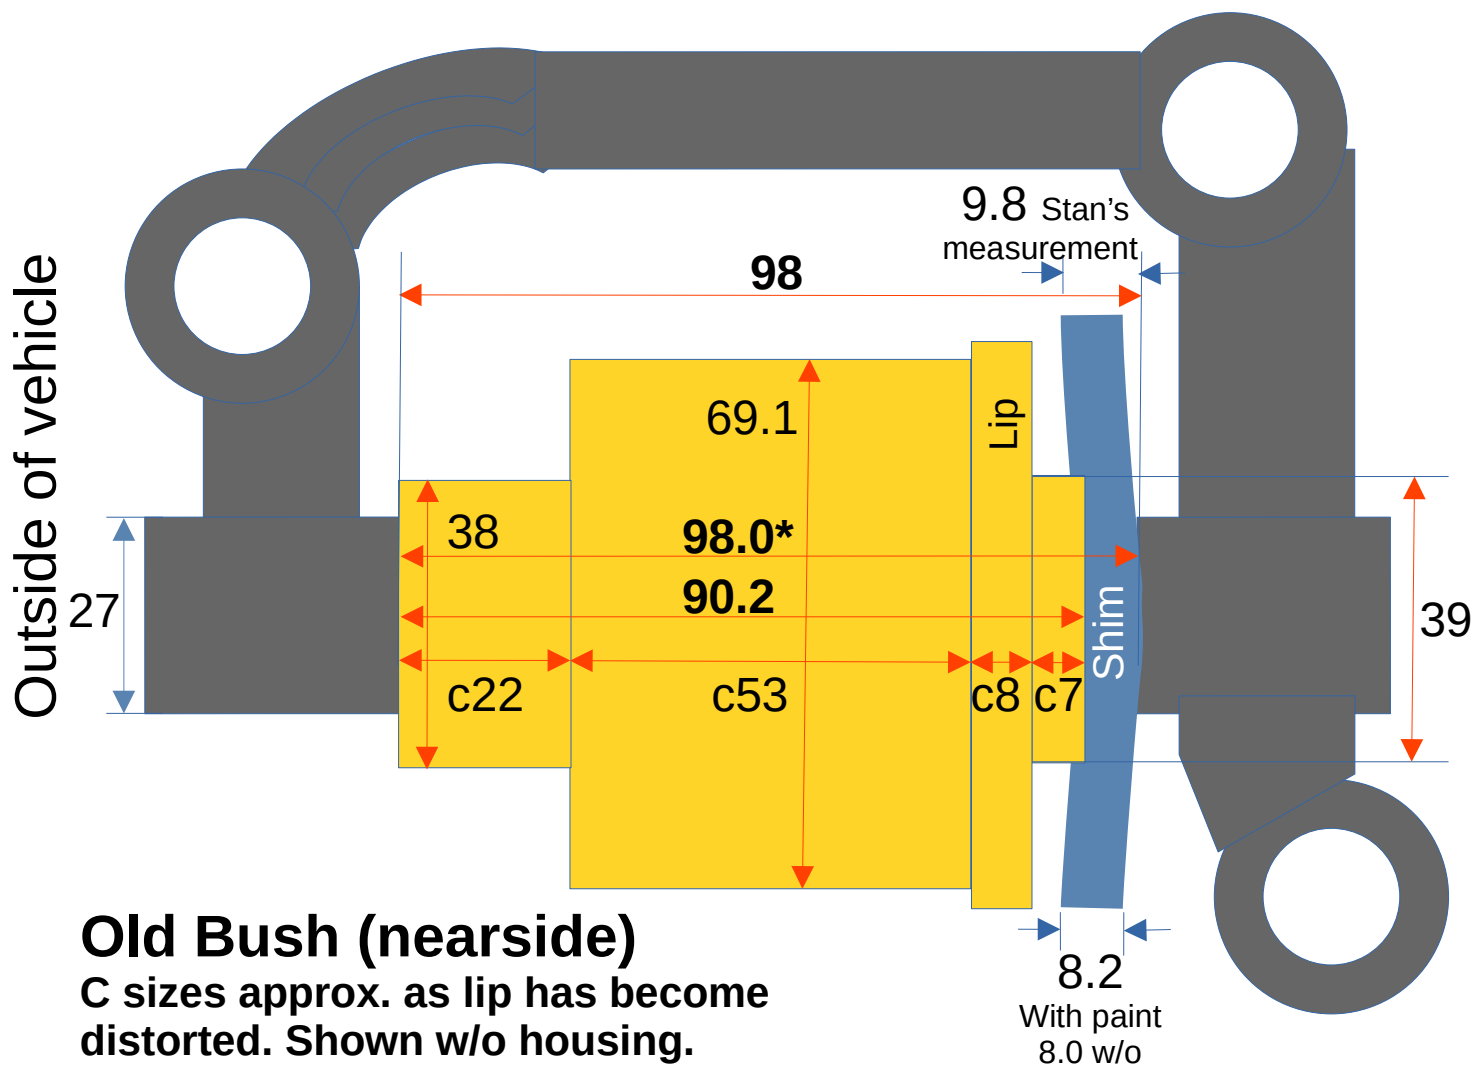 9.8 Stan's
measurement
98
Outside of vehicle
Lip
69.1
38
98.0*
90.2
27
Shim
39
c22
c53
c8
c7
Old Bush (nearside)
C sizes approx. as lip has become
distorted. Shown w/o housing.
8.2
With paint
8.0 w/o